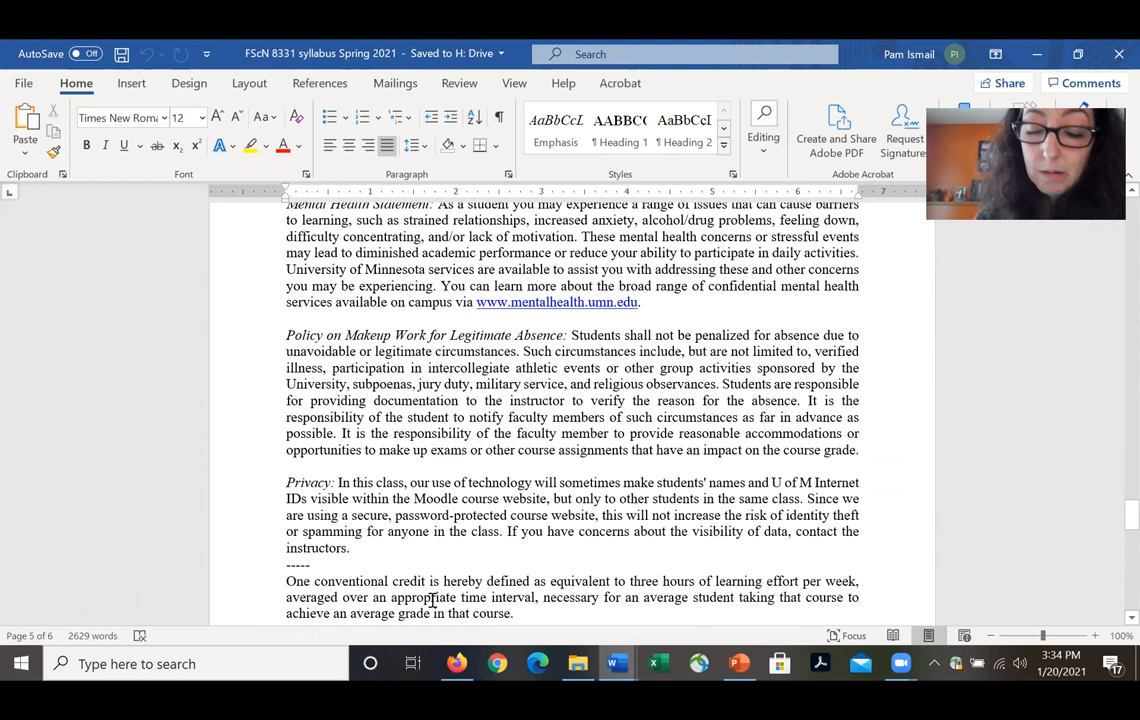 AutoSave Off FScN 8331 syllabus Spring 2021 - Saved to H: Drive Search Pam Ismail PI
File Home Insert Design Layout References Mailings Review View Help Acrobat Share Comments
Paste
Clipboard
Times New Roma 12
B I U ab x₂ x² A A
Font
Paragraph
AaBbCcL AABBC( AaBbCcI
Emphasis ¶ Heading 1 ¶ Heading 2
Styles
Editing
Create and Share
Adobe PDF
Request
Signatures
Adobe Acrobat
1 2 3 4 5 6 7
Mental Health Statement: As a student you may experience a range of issues that can cause barriers
to learning, such as strained relationships, increased anxiety, alcohol/drug problems, feeling down,
difficulty concentrating, and/or lack of motivation. These mental health concerns or stressful events
may lead to diminished academic performance or reduce your ability to participate in daily activities.
University of Minnesota services are available to assist you with addressing these and other concerns
you may be experiencing. You can learn more about the broad range of confidential mental health
services available on campus via www.mentalhealth.umn.edu.
Policy on Makeup Work for Legitimate Absence: Students shall not be penalized for absence due to
unavoidable or legitimate circumstances. Such circumstances include, but are not limited to, verified
illness, participation in intercollegiate athletic events or other group activities sponsored by the
University, subpoenas, jury duty, military service, and religious observances. Students are responsible
for providing documentation to the instructor to verify the reason for the absence. It is the
responsibility of the student to notify faculty members of such circumstances as far in advance as
possible. It is the responsibility of the faculty member to provide reasonable accommodations or
opportunities to make up exams or other course assignments that have an impact on the course grade.
Privacy: In this class, our use of technology will sometimes make students' names and U of M Internet
IDs visible within the Moodle course website, but only to other students in the same class. Since we
are using a secure, password-protected course website, this will not increase the risk of identity theft
or spamming for anyone in the class. If you have concerns about the visibility of data, contact the
instructors.
-----
One conventional credit is hereby defined as equivalent to three hours of learning effort per week,
averaged over an appropriate time interval, necessary for an average student taking that course to
achieve an average grade in that course.
Page 5 of 6 2629 words Focus 100%
Type here to search 3:34 PM
1/20/2021 17